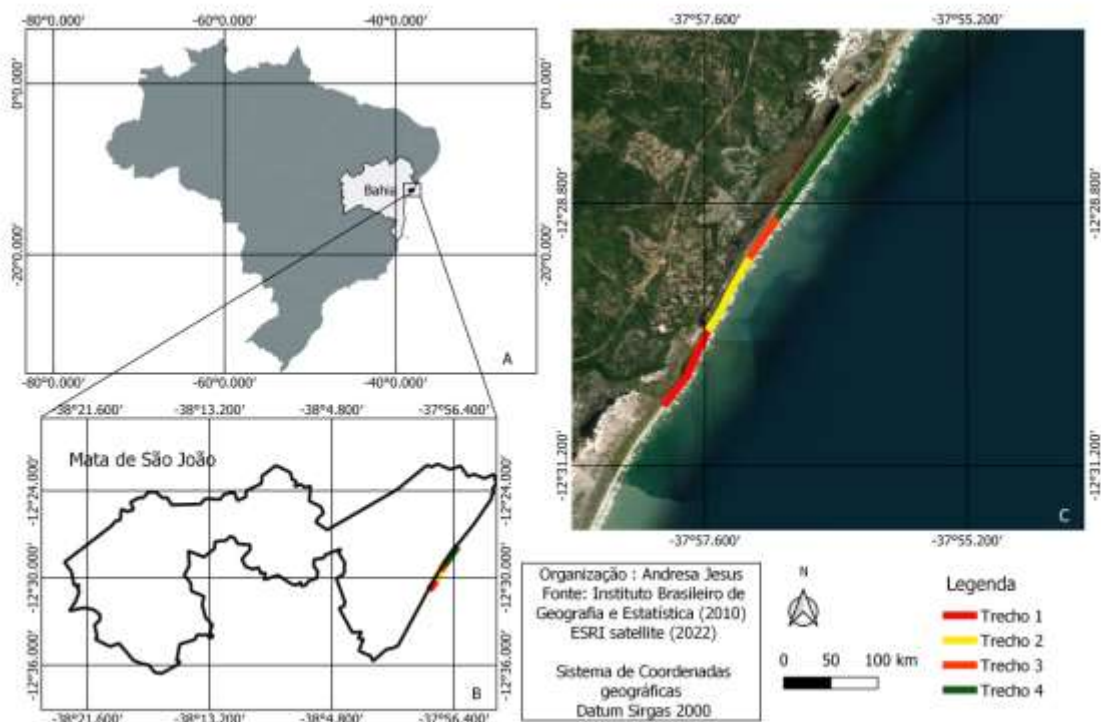 -80°0.000'
-60°0.000'
-40°0.000'
0°0.000'
0°0.000'
Bahia
-20°0.000'
-20°0.000'
A
-80°0.000'
-60°0.000'
-40°0.000'
-37°57.600'
-37°55.200'
-12°28.800'
-12°28.800'
-12°31.200'
-12°31.200'
C
-37°57.600'
-37°55.200'
-38°21.600'
-38°13.200'
-38°4.800'
-37°56.400'
Mata de São João
-12°24.000'
-12°24.000'
-12°30.000'
-12°30.000'
-12°36.000'
-12°36.000'
B
-38°21.600'
-38°13.200'
-38°4.800'
-37°56.400'
Organização : Andresa Jesus
Fonte: Instituto Brasileiro de
Geografia e Estatística (2010)
ESRI satellite (2022)
Sistema de Coordenadas
geográficas
Datum Sirgas 2000
N
0 50 100 km
Legenda
Trecho 1
Trecho 2
Trecho 3
Trecho 4